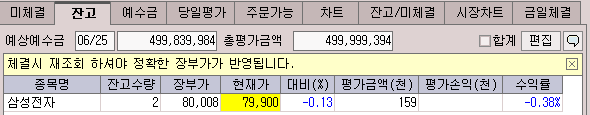 미체결 잔고 예수금 당일평가 주문가능 차트 잔고/미체결 시장차트 금일체결
예상예수금 06/25 499,839,984 총평가금액 499,999,394 합계 편집
체결시 재조회 하셔야 정확한 장부가가 반영됩니다.
종목명 잔고수량 장부가 현재가 대비(%) 평가금액(천) 평가손익(천) 수익률
삼성전자 2 80,008 79,900 -0.13 159 -0.38%